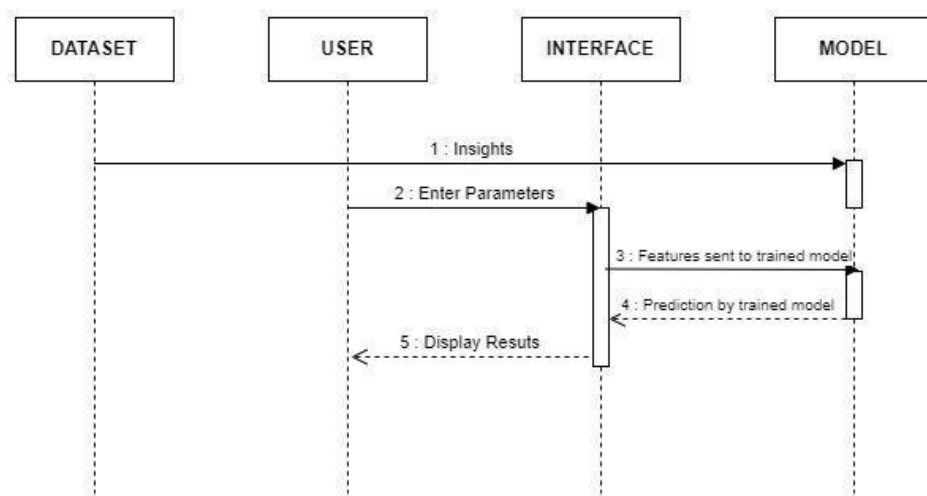 DATASET
USER
INTERFACE
MODEL
1 : Insights
2 : Enter Parameters
3 : Features sent to trained model
4 : Prediction by trained model
5 : Display Resuts